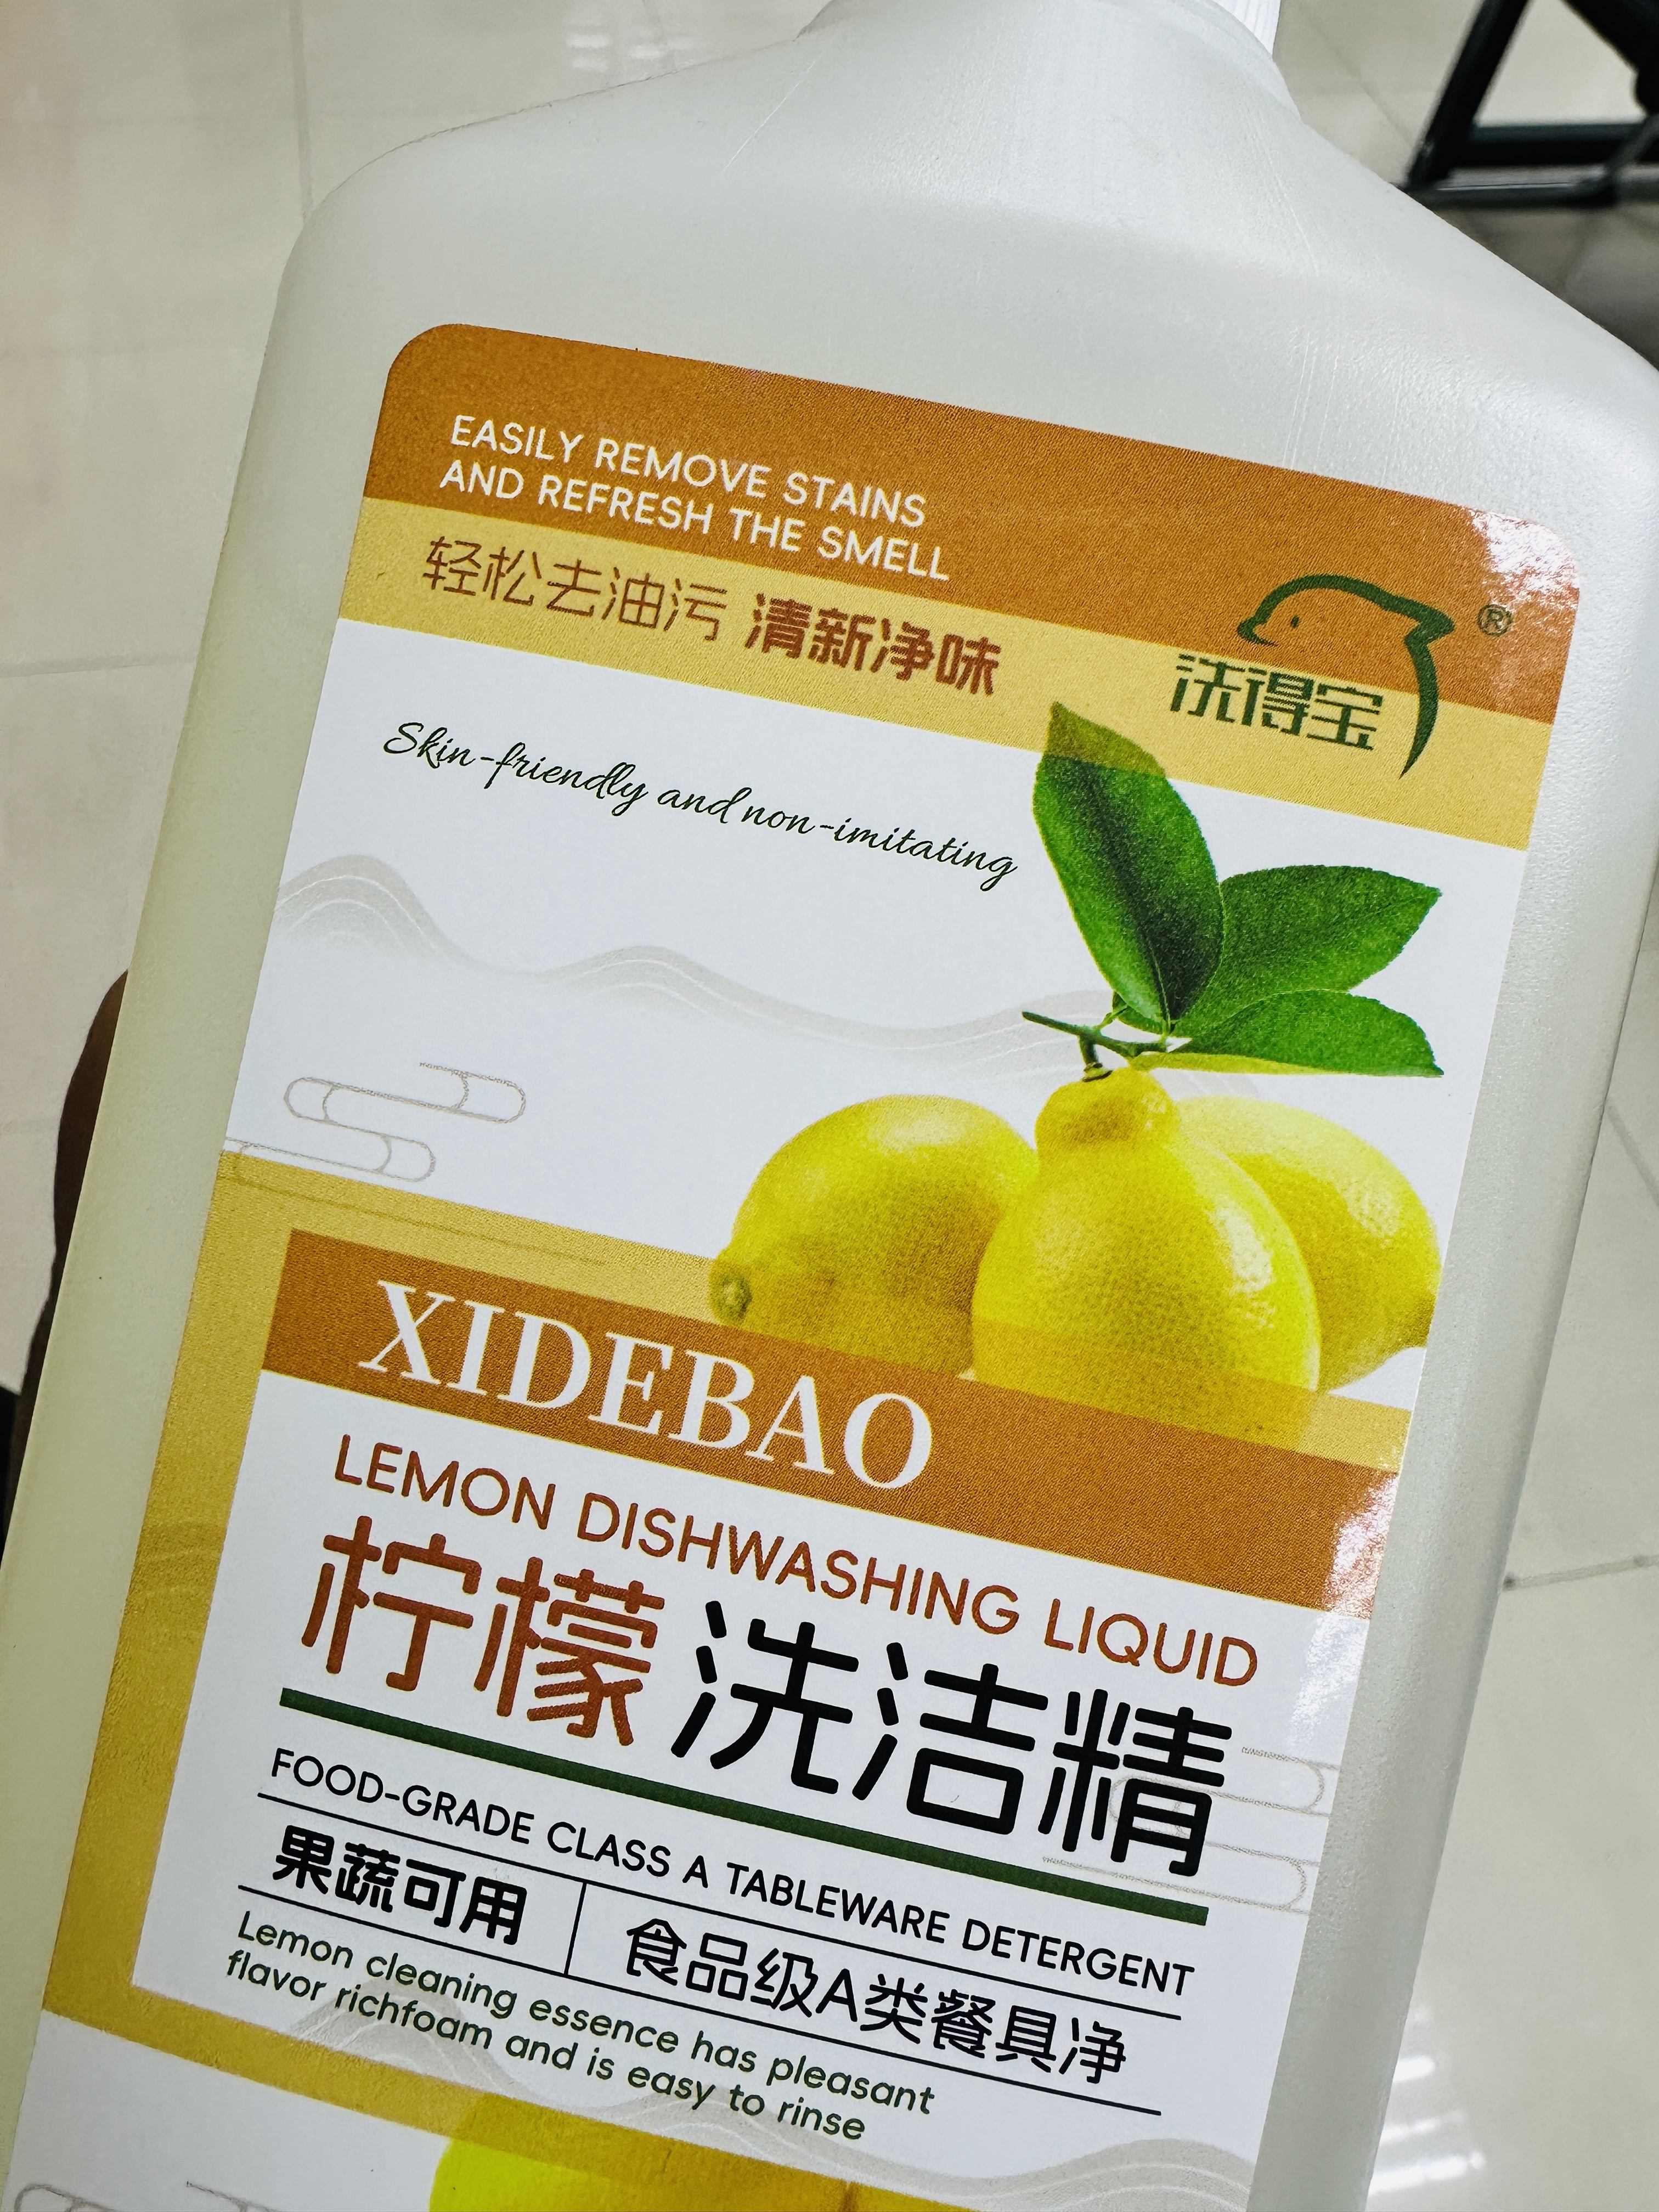 EASILY REMOVE STAINS
AND REFRESH THE SMELL
轻松去油污 清新净味
®
洗得宝
Skin-friendly and non-imitating
XIDEBAO
LEMON DISHWASHING LIQUID
柠檬洗洁精
FOOD-GRADE CLASS A TABLEWARE DETERGENT
果蔬可用 食品级A类餐具净
Lemon cleaning essence has pleasant
flavor richfoam and is easy to rinse